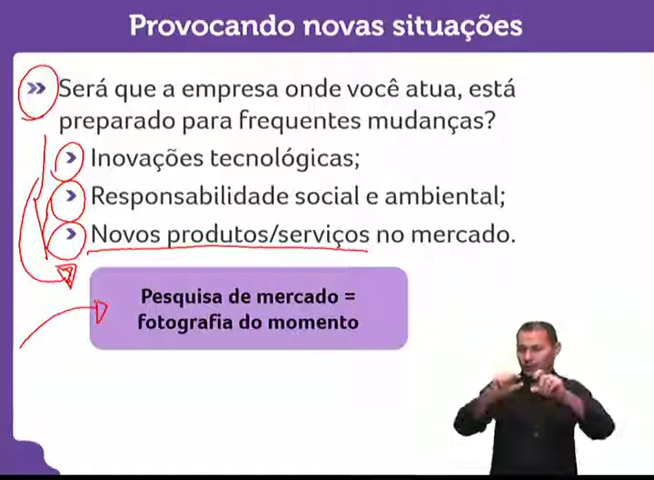 Provocando novas situações
» Será que a empresa onde você atua, está
preparado para frequentes mudanças?
› Inovações tecnológicas;
› Responsabilidade social e ambiental;
› Novos produtos/serviços no mercado.
Pesquisa de mercado =
fotografia do momento